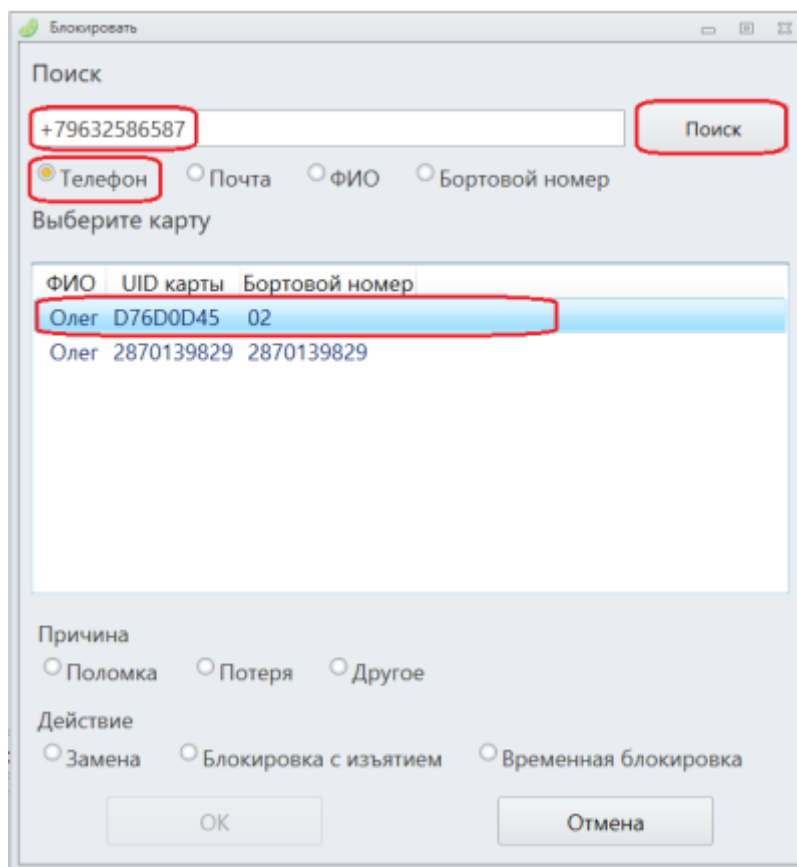 Блокировать
Поиск
+79632586587 Поиск
Телефон Почта ФИО Бортовой номер
Выберите карту
ФИО UID карты Бортовой номер
Олег D76D0D45 02
Олег 2870139829 2870139829
Причина
Поломка Потеря Другое
Действие
Замена Блокировка с изъятием Временная блокировка
ОК Отмена